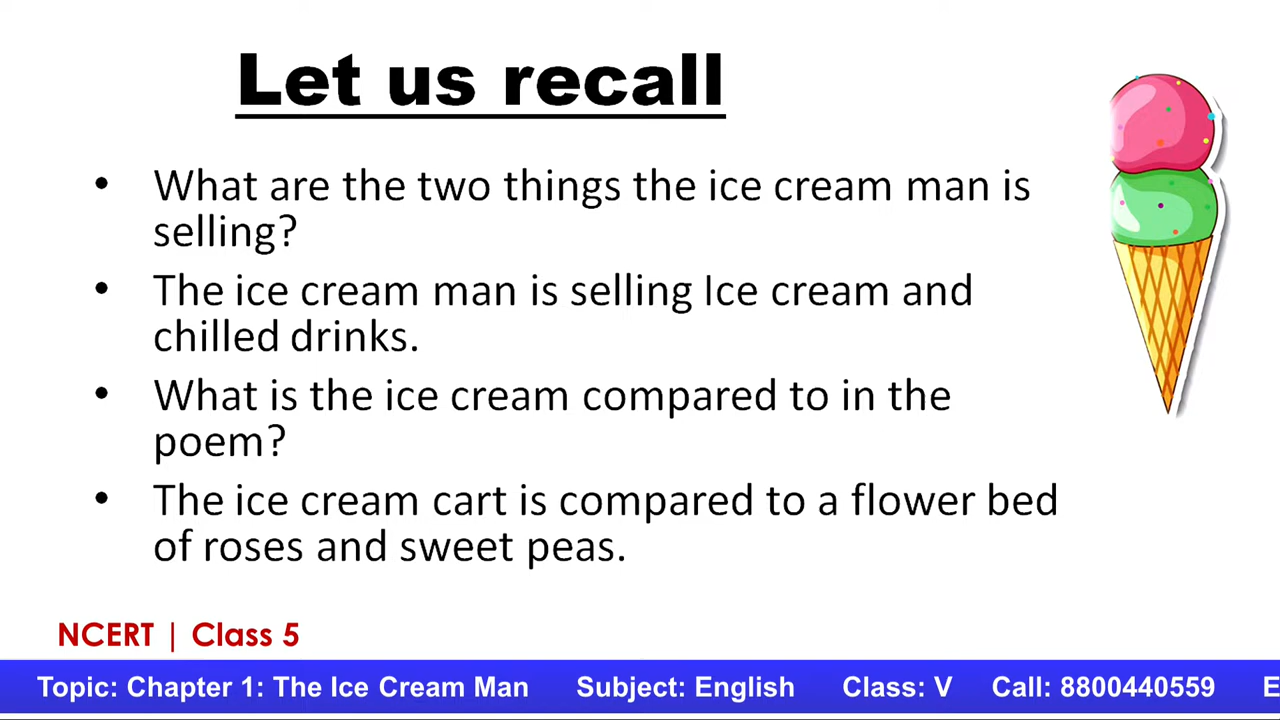 Let us recall
• What are the two things the ice cream man is
selling?
• The ice cream man is selling Ice cream and
chilled drinks.
• What is the ice cream compared to in the
poem?
• The ice cream cart is compared to a flower bed
of roses and sweet peas.
NCERT | Class 5
Topic: Chapter 1: The Ice Cream Man Subject: English Class: V Call: 8800440559 E